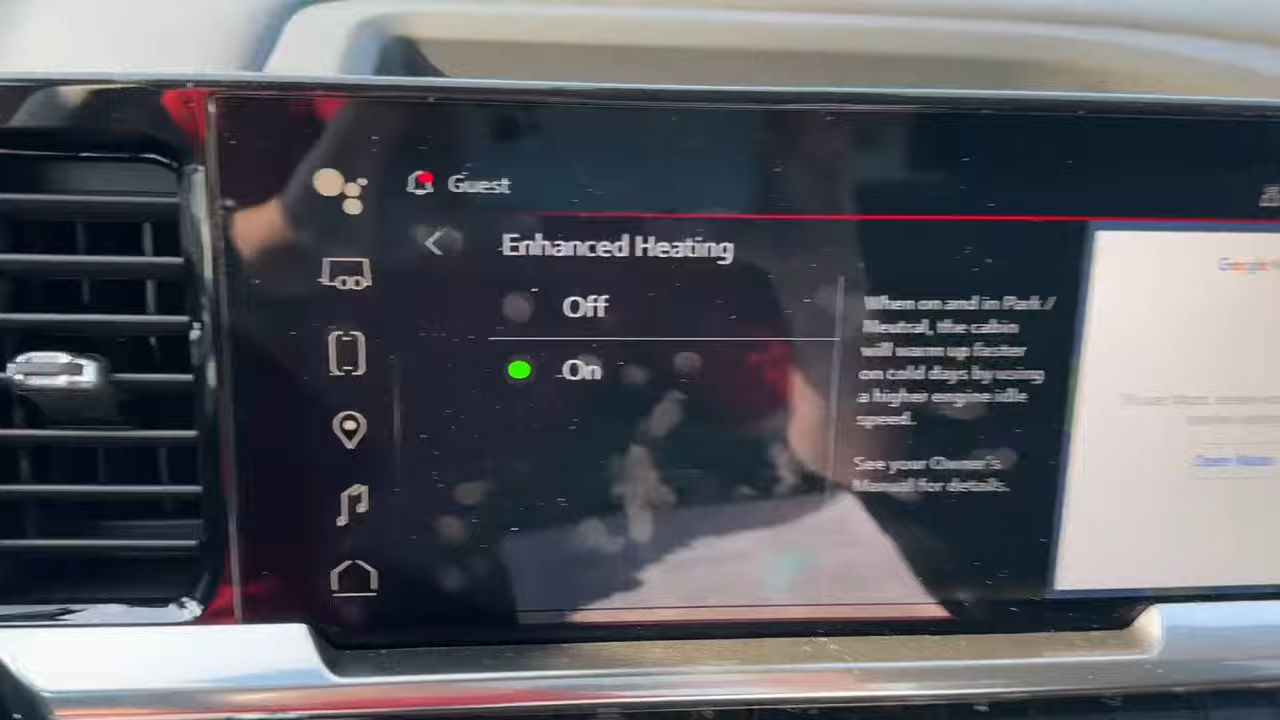 Guest
Enhanced Heating
Off
On
When on and in Park /
Neutral, the cabin
will warm up faster
on cold days by using
a higher engine idle
speed.
See your Owner's
Manual for details.
Google